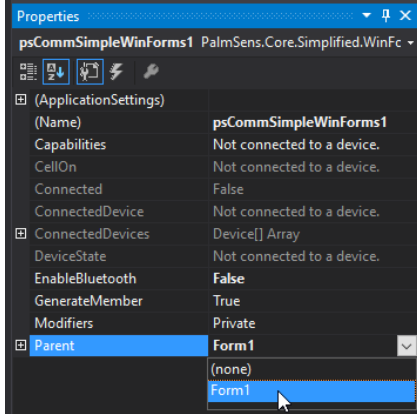 Properties
psCommSimpleWinForms1 PalmSens.Core.Simplified.WinFc
(ApplicationSettings)
(Name) psCommSimpleWinForms1
Capabilities Not connected to a device.
CellOn Not connected to a device.
Connected False
ConnectedDevice Not connected to a device.
ConnectedDevices Device[] Array
DeviceState Not connected to a device.
EnableBluetooth False
GenerateMember True
Modifiers Private
Parent Form1
(none)
Form1